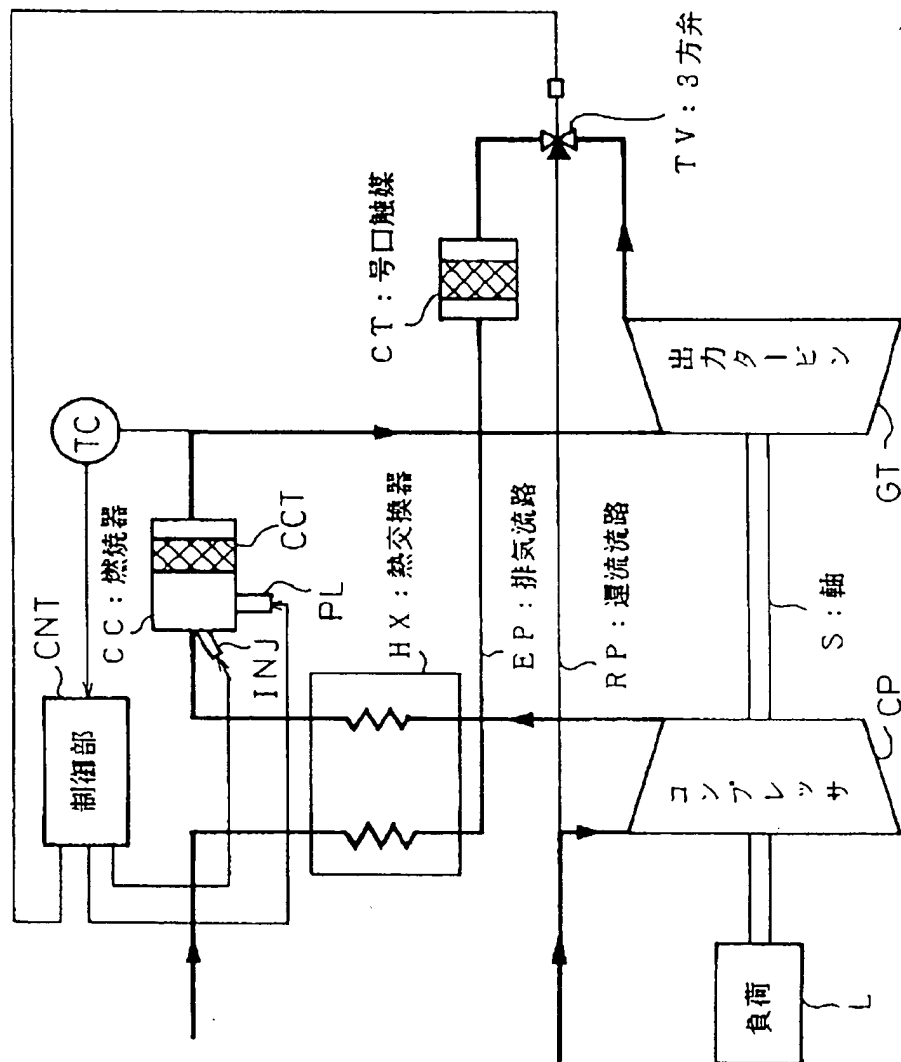 TC
CNT
制御部
CC：燃焼器
CCT
PL
INJ
HX：熱交換器
CT：号口触媒
TV：3方弁
EP：排気流路
RP：還流流路
出力タービン
GT
S：軸
コンプレッサ
CP
負荷
L